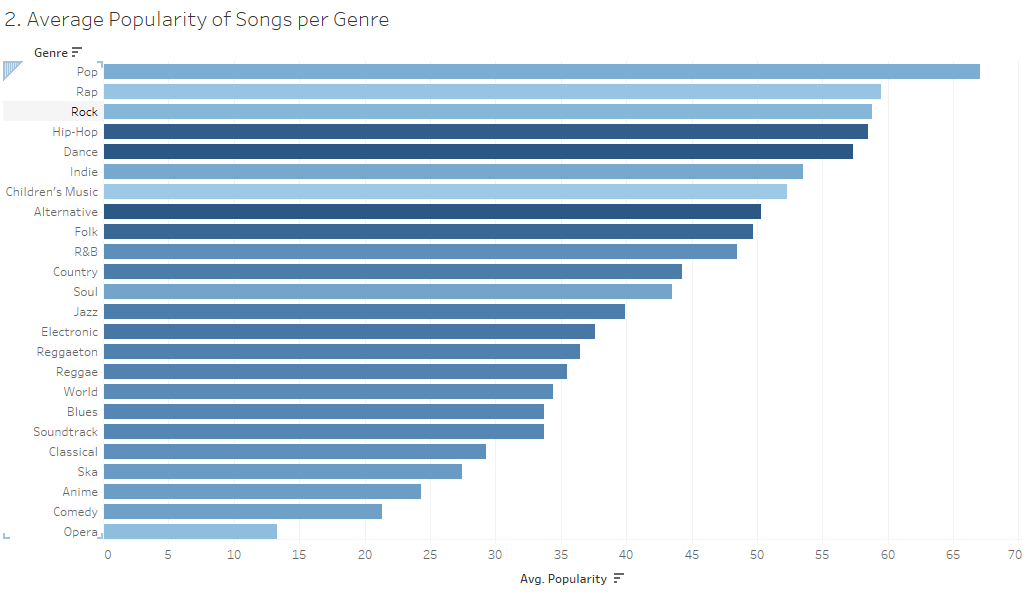 2. Average Popularity of Songs per Genre
Genre
Pop
Rap
Rock
Hip-Hop
Dance
Indie
Children's Music
Alternative
Folk
R&B
Country
Soul
Jazz
Electronic
Reggaeton
Reggae
World
Blues
Soundtrack
Classical
Ska
Anime
Comedy
Opera
0 5 10 15 20 25 30 35 40 45 50 55 60 65 70
Avg. Popularity